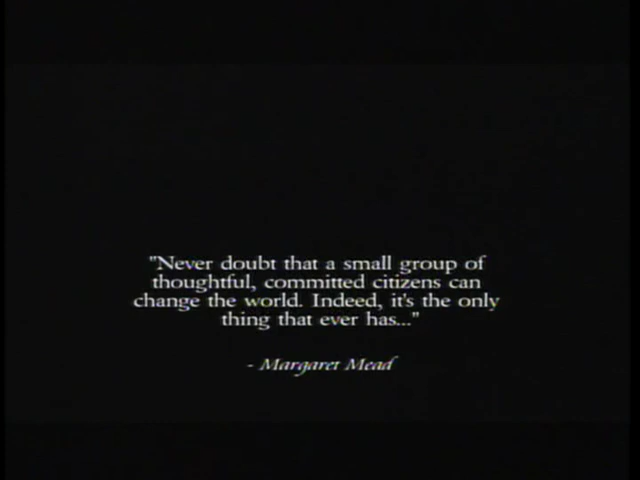 "Never doubt that a small group of
thoughtful, committed citizens can
change the world. Indeed, it's the only
thing that ever has..."
- Margaret Mead